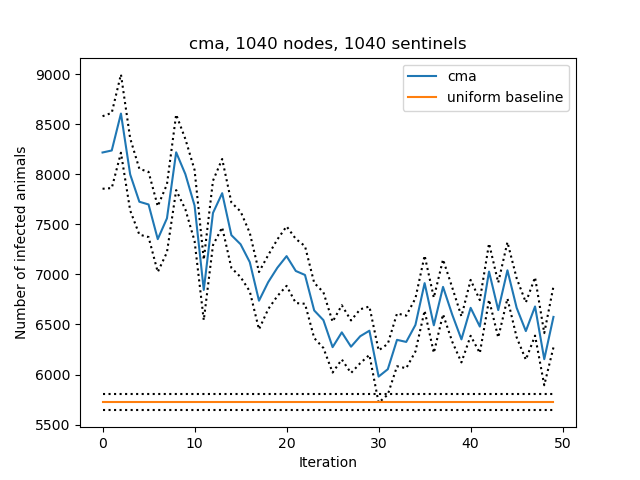 cma, 1040 nodes, 1040 sentinels
cma
uniform baseline
9000
8500
8000
7500
7000
6500
6000
5500
Number of infected animals
0 10 20 30 40 50
Iteration